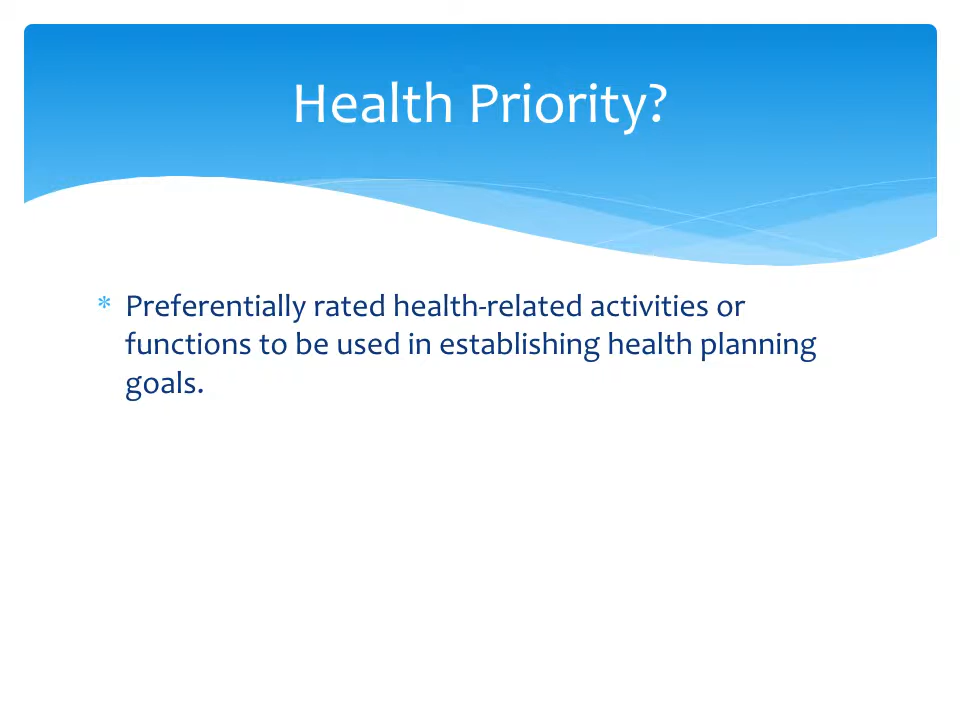 Health Priority?
* Preferentially rated health-related activities or
functions to be used in establishing health planning
goals.